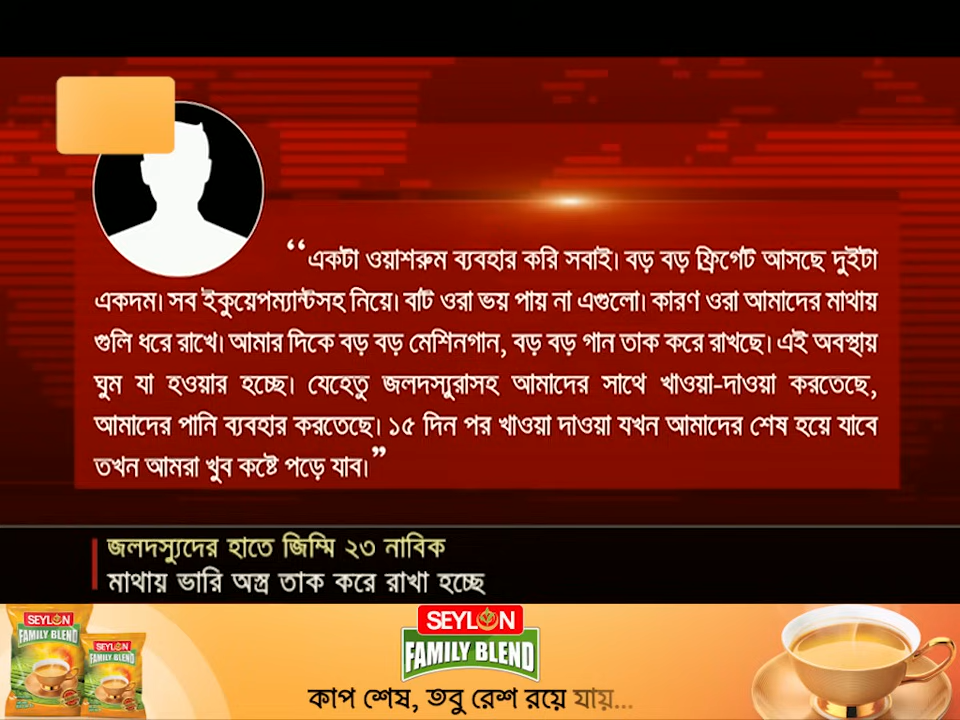 “একটা ওয়াশরুম ব্যবহার করি সবাই। বড় বড় ফ্রিগেট আসছে দুইটা
একদম। সব ইকুয়েপম্যান্টসহ নিয়ে। বাট ওরা ভয় পায় না এগুলো। কারণ ওরা আমাদের মাথায়
গুলি ধরে রাখে। আমার দিকে বড় বড় মেশিনগান, বড় বড় গান তাক করে রাখছে। এই অবস্থায়
ঘুম যা হওয়ার হচ্ছে। যেহেতু জলদস্যুরাসহ আমাদের সাথে খাওয়া-দাওয়া করতেছে,
আমাদের পানি ব্যবহার করতেছে। ১৫ দিন পর খাওয়া দাওয়া যখন আমাদের শেষ হয়ে যাবে
তখন আমরা খুব কষ্টে পড়ে যাব।”
জলদস্যুদের হাতে জিম্মি ২৩ নাবিক
মাথায় ভারি অস্ত্র তাক করে রাখা হচ্ছে
SEYLON
FAMILY BLEND
SEYLON
FAMILY BLEND
SEYLON
FAMILY BLEND
কাপ শেষ, তবু রেশ রয়ে যায়...